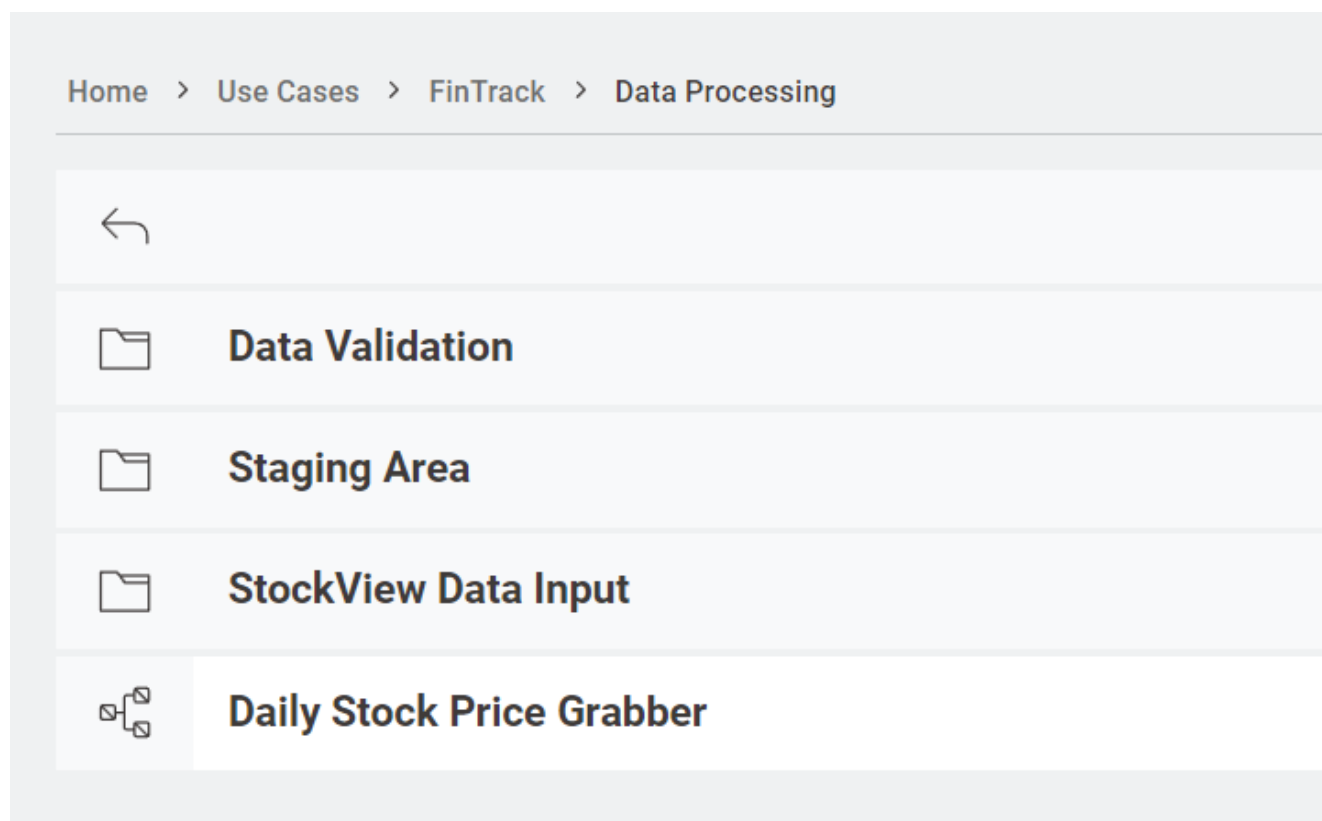 Home > Use Cases > FinTrack > Data Processing
Data Validation
Staging Area
StockView Data Input
Daily Stock Price Grabber